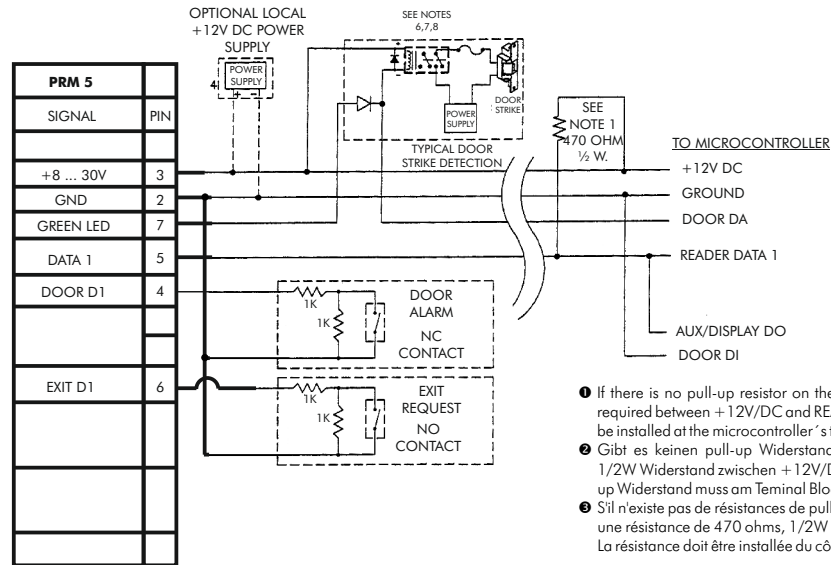 OPTIONAL LOCAL
+12V DC POWER
SUPPLY
POWER
SUPPLY
4
+ -
SEE NOTES
6,7,8
+
-
POWER
SUPPLY
DOOR
STRIKE
TYPICAL DOOR
STRIKE DETECTION
SEE
NOTE 1
470 OHM
½ W.
TO MICROCONTROLLER
+12V DC
GROUND
DOOR DA
READER DATA 1
AUX/DISPLAY DO
DOOR DI
PRM 5
SIGNAL PIN
+8 ... 30V 3
GND 2
GREEN LED 7
DATA 1 5
DOOR D1 4
EXIT D1 6
1K
1K
DOOR
ALARM
NC
CONTACT
1K
1K
EXIT
REQUEST
NO
CONTACT
❶ If there is no pull-up resistor on the
required between +12V/DC and REA
be installed at the microcontroller´s t
❷ Gibt es keinen pull-up Widerstand
1/2W Widerstand zwischen +12V/D
up Widerstand muss am Teminal Bloc
❸ S'il n'existe pas de résistances de pull
une résistance de 470 ohms, 1/2W
La résistance doit être installée du cô